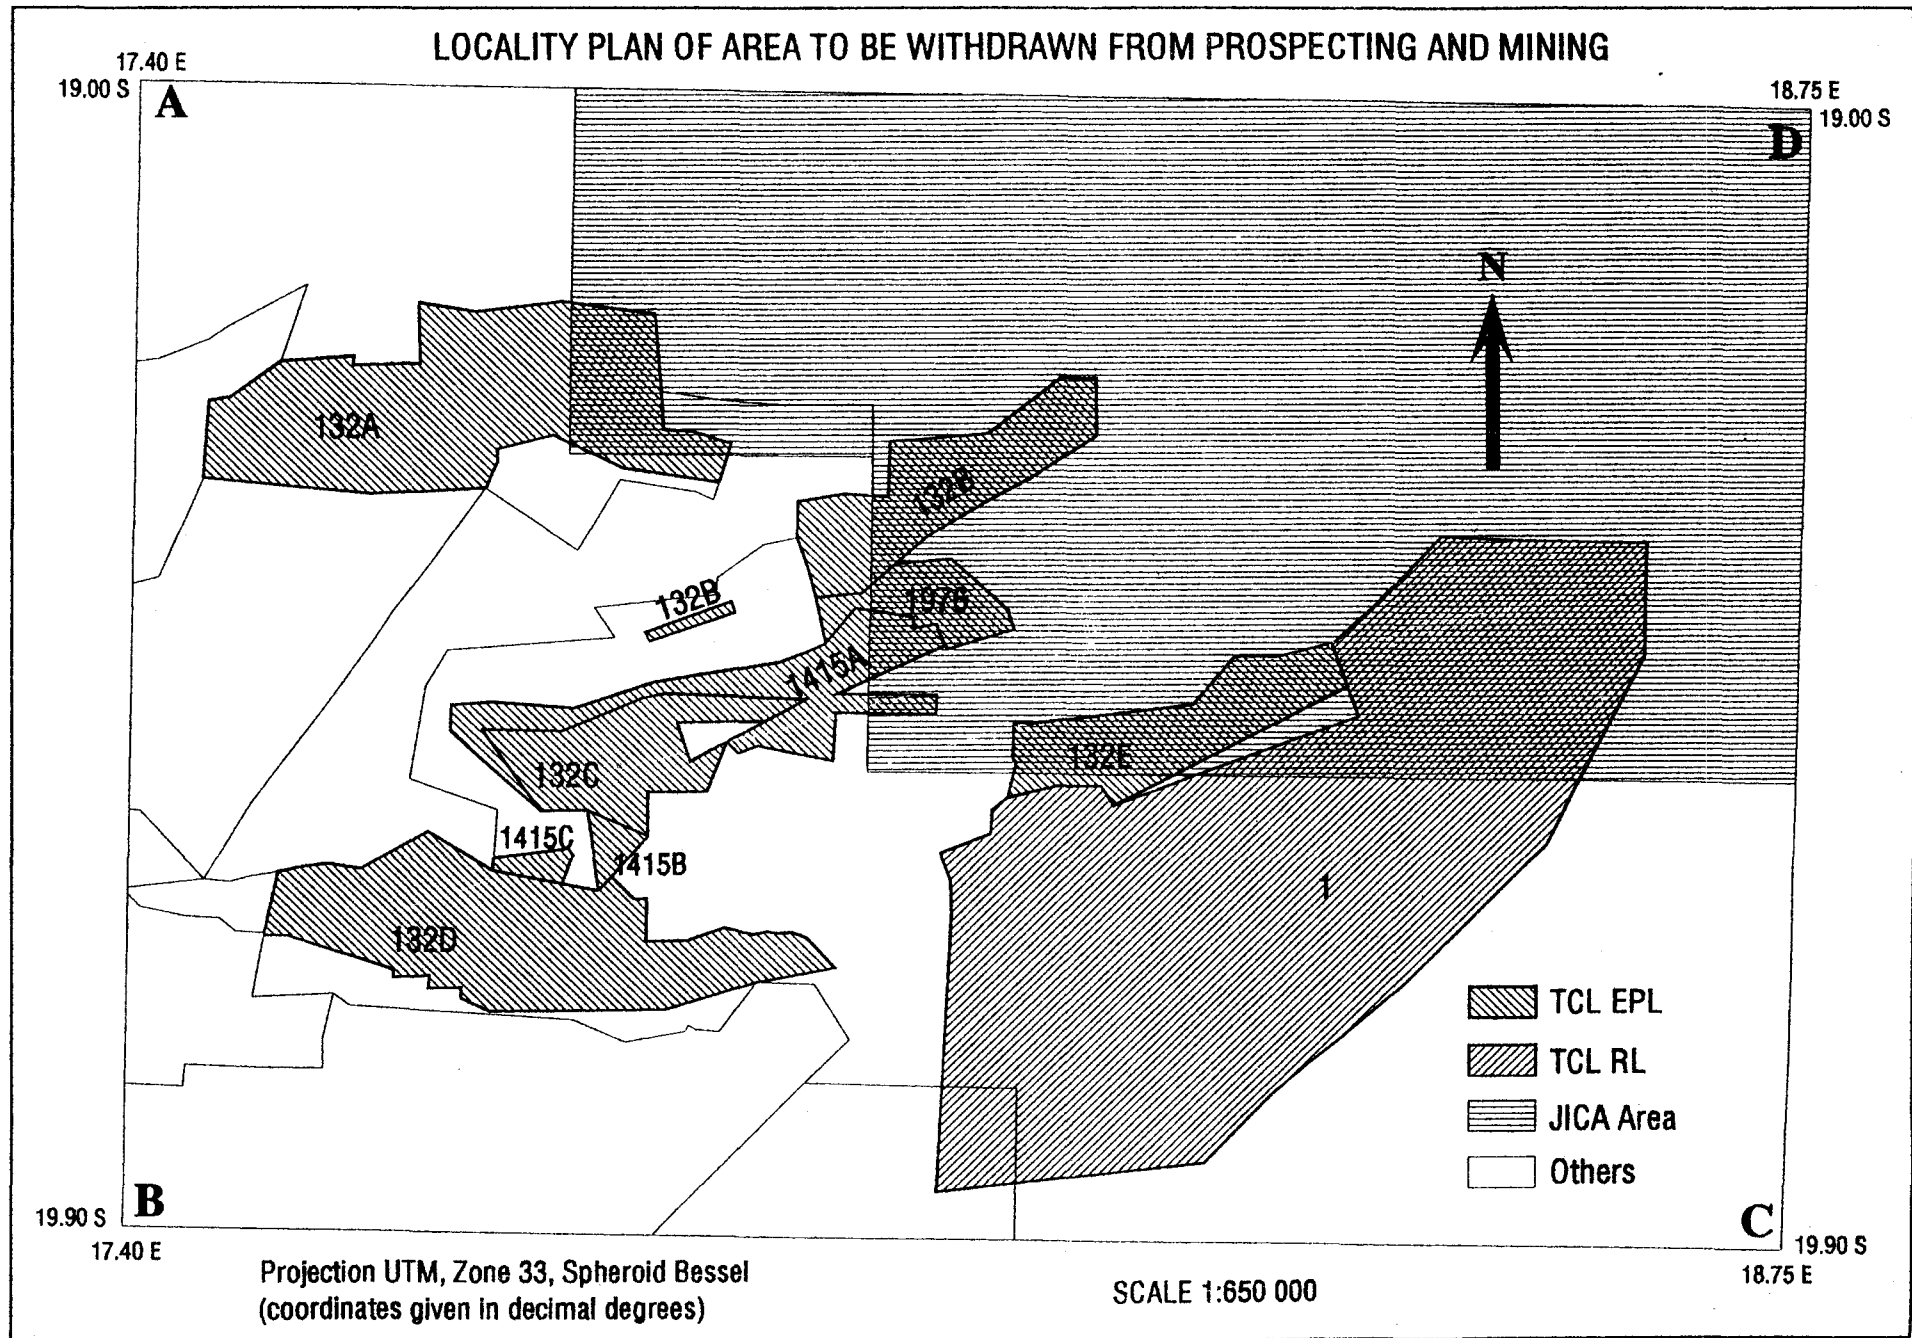 LOCALITY PLAN OF AREA TO BE WITHDRAWN FROM PROSPECTING AND MINING
17.40 E
19.00 S
A
18.75 E
19.00 S
D
N
132A
132B
132B
197B
1415A
132C
132E
1415C
1415B
1
132D
TCL EPL
TCL RL
JICA Area
Others
B
19.90 S
17.40 E
C
19.90 S
18.75 E
Projection UTM, Zone 33, Spheroid Bessel
(coordinates given in decimal degrees)
SCALE 1:650 000